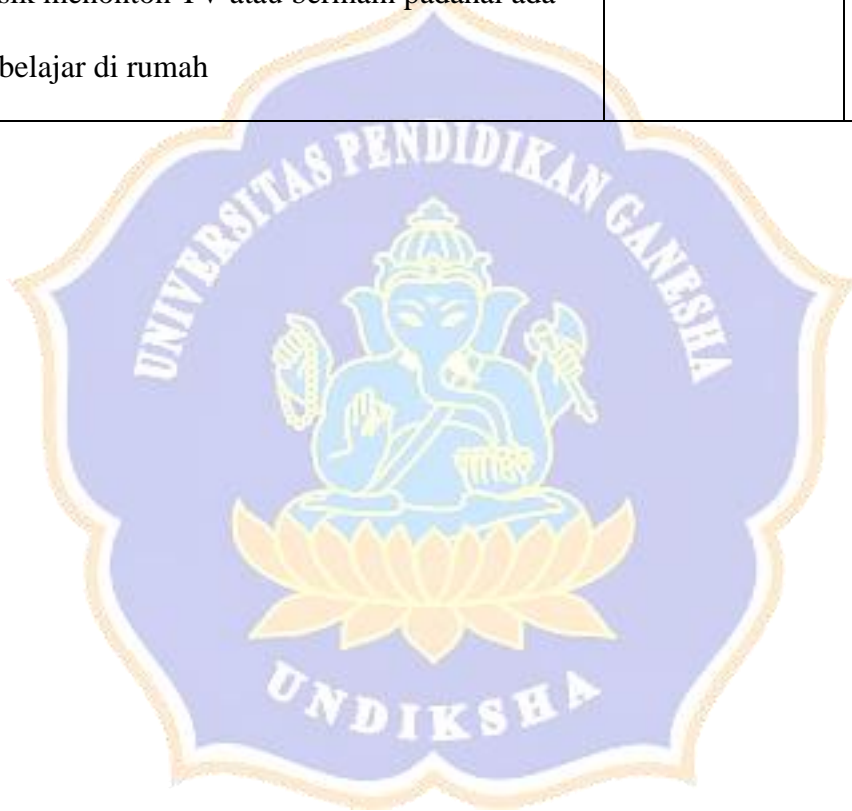 menonton TV atau bermain padahal ada
belajar di rumah
UNIVERSITAS PENDIDIKAN GANESHA
UNDIKSHA